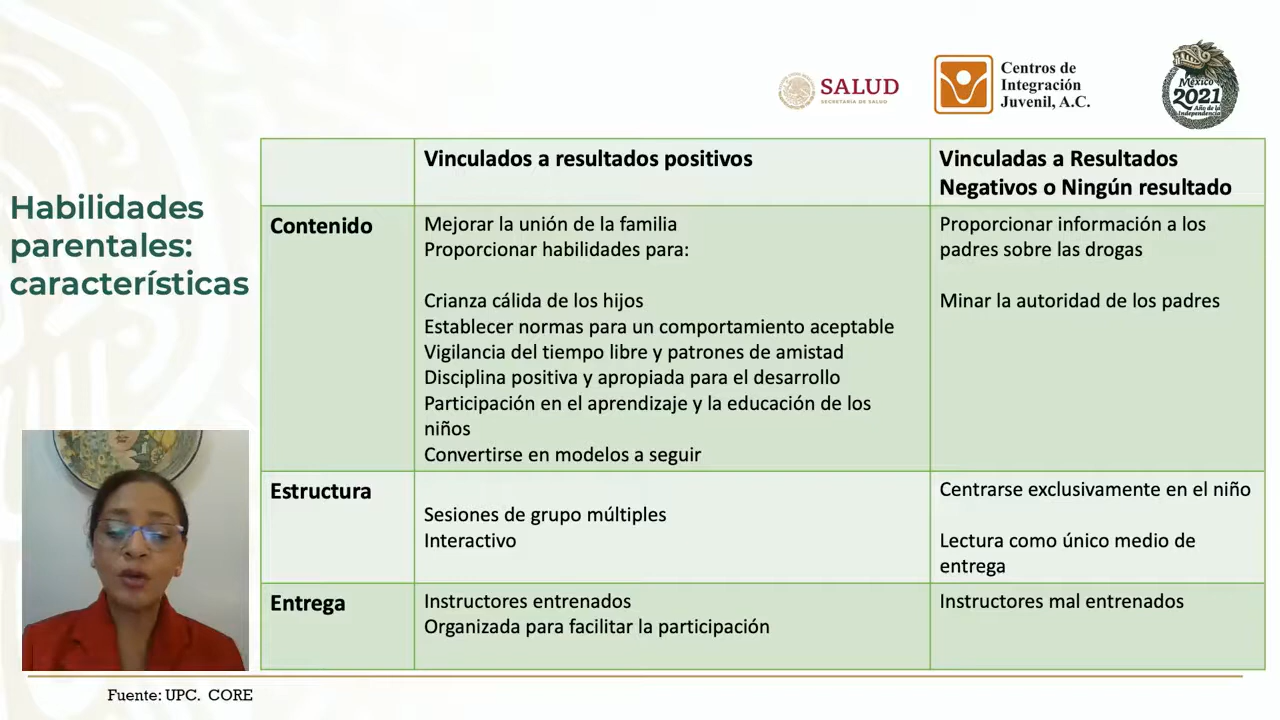 SALUD
SECRETARÍA DE SALUD
Centros de
Integración
Juvenil, A.C.
México
2021
Año de la
Independencia
Habilidades
parentales:
características
Vinculados a resultados positivos
Vinculadas a Resultados
Negativos o Ningún resultado
Contenido
Mejorar la unión de la familia
Proporcionar habilidades para:
Crianza cálida de los hijos
Establecer normas para un comportamiento aceptable
Vigilancia del tiempo libre y patrones de amistad
Disciplina positiva y apropiada para el desarrollo
Participación en el aprendizaje y la educación de los
niños
Convertirse en modelos a seguir
Proporcionar información a los
padres sobre las drogas
Minar la autoridad de los padres
Estructura
Sesiones de grupo múltiples
Interactivo
Centrarse exclusivamente en el niño
Lectura como único medio de
entrega
Entrega
Instructores entrenados
Organizada para facilitar la participación
Instructores mal entrenados
Fuente: UPC. CORE